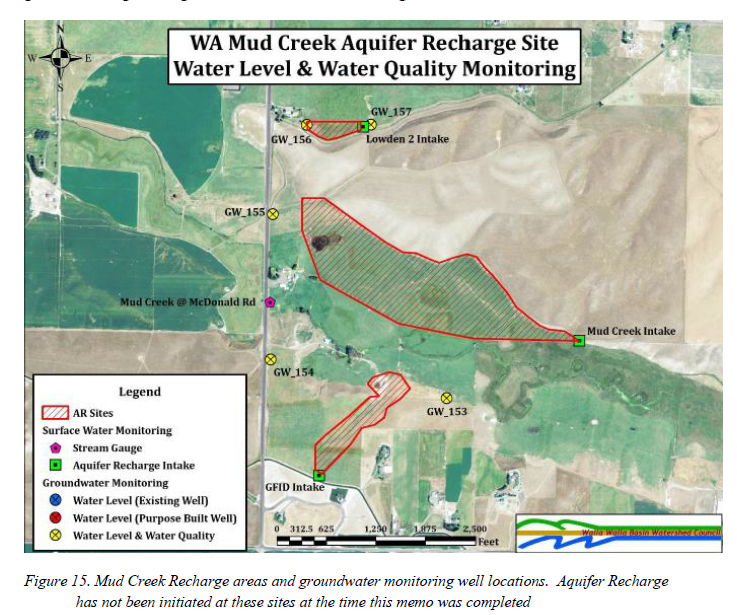 WA Mud Creek Aquifer Recharge Site
Water Level & Water Quality Monitoring
N
W
E
S
GW_157
GW_156
Lowden 2 Intake
GW_155
Mud Creek @ McDonald Rd
Mud Creek Intake
GW_154
GW_153
GFID Intake
Legend
AR Sites
Surface Water Monitoring
Stream Gauge
Aquifer Recharge Intake
Groundwater Monitoring
Water Level (Existing Well)
Water Level (Purpose Built Well)
Water Level & Water Quality
0 312.5 625 1,250 1,875 2,500
Feet
Walla Walla Basin Watershed Council
Figure 15. Mud Creek Recharge areas and groundwater monitoring well locations. Aquifer Recharge
has not been initiated at these sites at the time this memo was completed